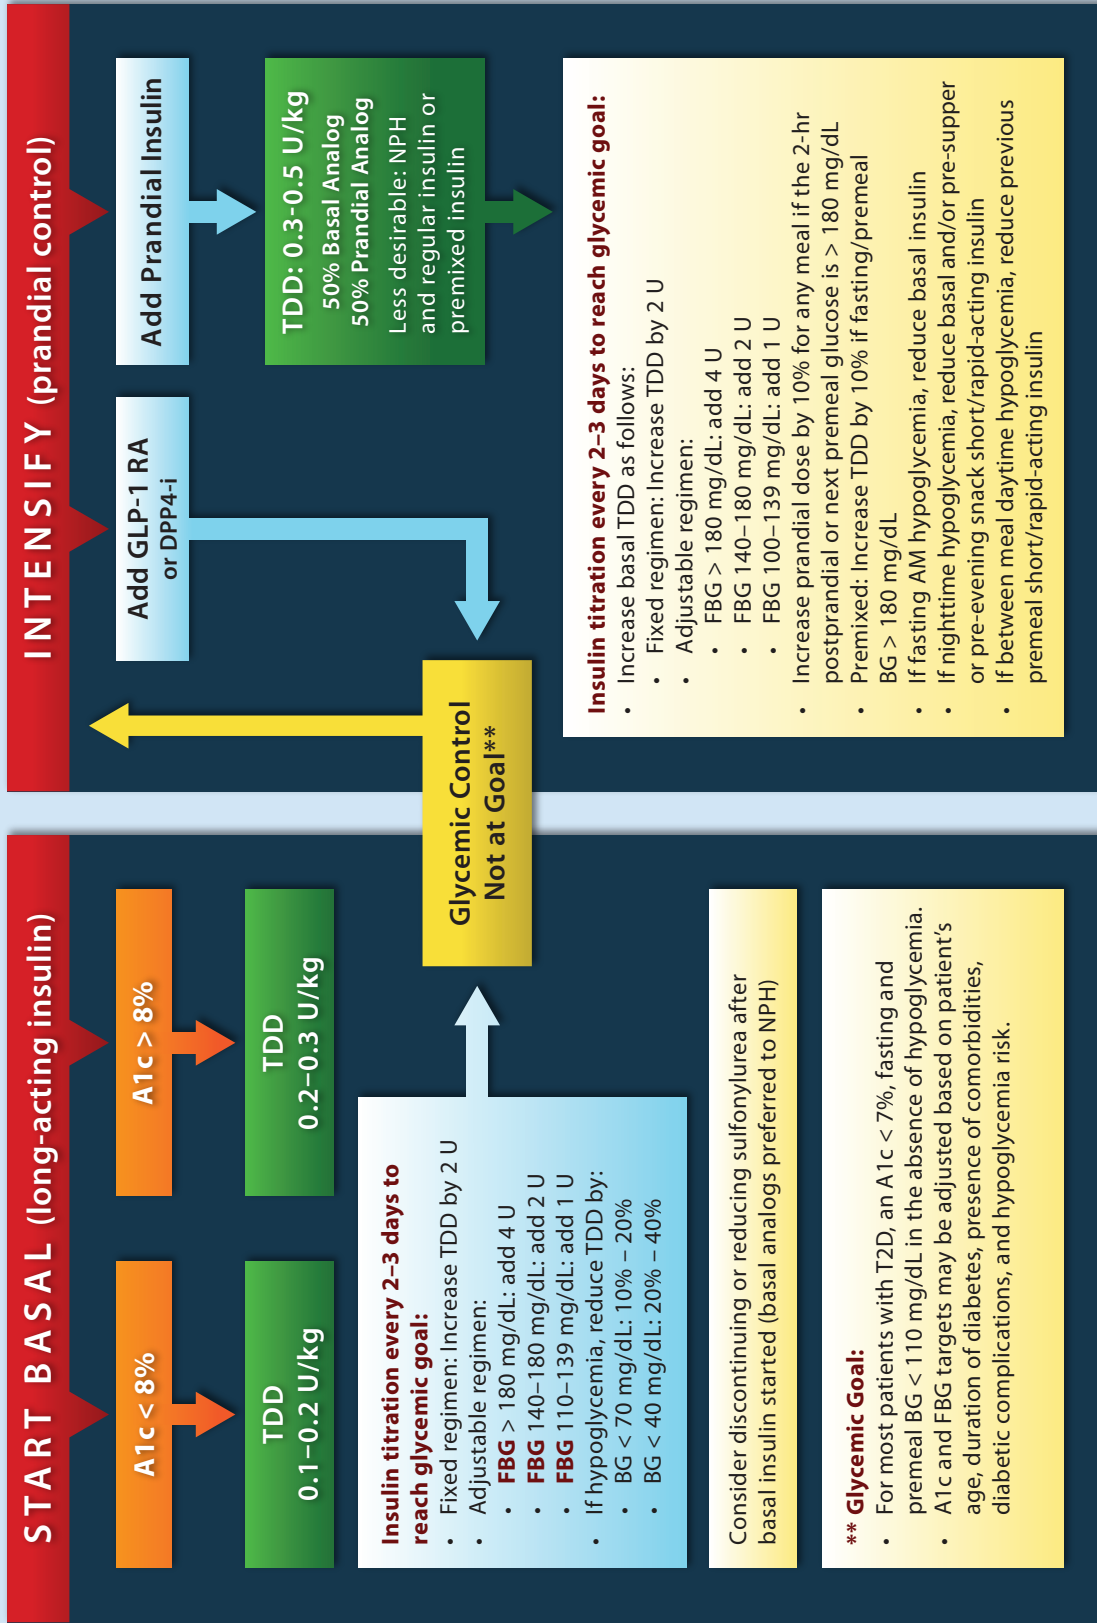 START BASAL (long-acting insulin)
A1c < 8%
A1c > 8%
TDD
0.1–0.2 U/kg
TDD
0.2–0.3 U/kg
Insulin titration every 2–3 days to
reach glycemic goal:
• Fixed regimen: Increase TDD by 2 U
• Adjustable regimen:
• FBG > 180 mg/dL: add 4 U
• FBG 140–180 mg/dL: add 2 U
• FBG 110–139 mg/dL: add 1 U
• If hypoglycemia, reduce TDD by:
• BG < 70 mg/dL: 10% – 20%
• BG < 40 mg/dL: 20% – 40%
Consider discontinuing or reducing sulfonylurea after
basal insulin started (basal analogs preferred to NPH)
** Glycemic Goal:
• For most patients with T2D, an A1c < 7%, fasting and
premeal BG < 110 mg/dL in the absence of hypoglycemia.
• A1c and FBG targets may be adjusted based on patient's
age, duration of diabetes, presence of comorbidities,
diabetic complications, and hypoglycemia risk.
Glycemic Control
Not at Goal**
INTENSIFY (prandial control)
Add GLP-1 RA
or DPP4-i
Add Prandial Insulin
TDD: 0.3-0.5 U/kg
50% Basal Analog
50% Prandial Analog
Less desirable: NPH
and regular insulin or
premixed insulin
Insulin titration every 2–3 days to reach glycemic goal:
• Increase basal TDD as follows:
• Fixed regimen: Increase TDD by 2 U
• Adjustable regimen:
• FBG > 180 mg/dL: add 4 U
• FBG 140–180 mg/dL: add 2 U
• FBG 100–139 mg/dL: add 1 U
• Increase prandial dose by 10% for any meal if the 2-hr
postprandial or next premeal glucose is > 180 mg/dL
• Premixed: Increase TDD by 10% if fasting/premeal
BG > 180 mg/dL
• If fasting AM hypoglycemia, reduce basal insulin
• If nighttime hypoglycemia, reduce basal and/or pre-supper
or pre-evening snack short/rapid-acting insulin
• If between meal daytime hypoglycemia, reduce previous
premeal short/rapid-acting insulin